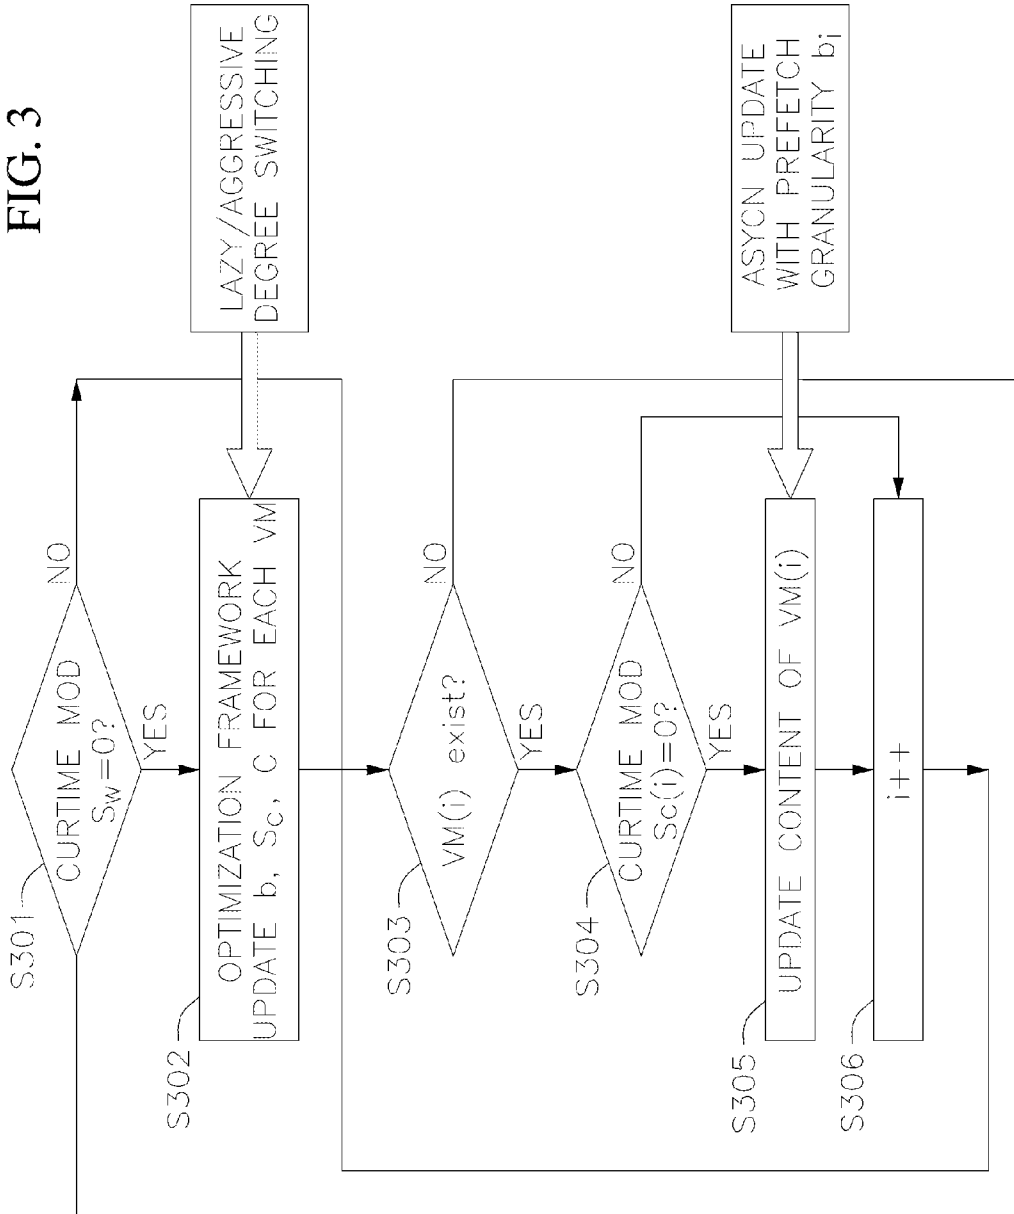 FIG. 3
S301
CURTIME MOD
Sw=0?
NO
YES
S302
OPTIMIZATION FRAMEWORK
UPDATE b, Sc, C FOR EACH VM
LAZY/AGGRESSIVE
DEGREE SWITCHING
S303
VM(i) exist?
NO
YES
S304
CURTIME MOD
Sc(i)=0?
NO
YES
S305
UPDATE CONTENT OF VM(i)
ASYCN UPDATE
WITH PREFETCH
GRANULARITY bi
S306
i++